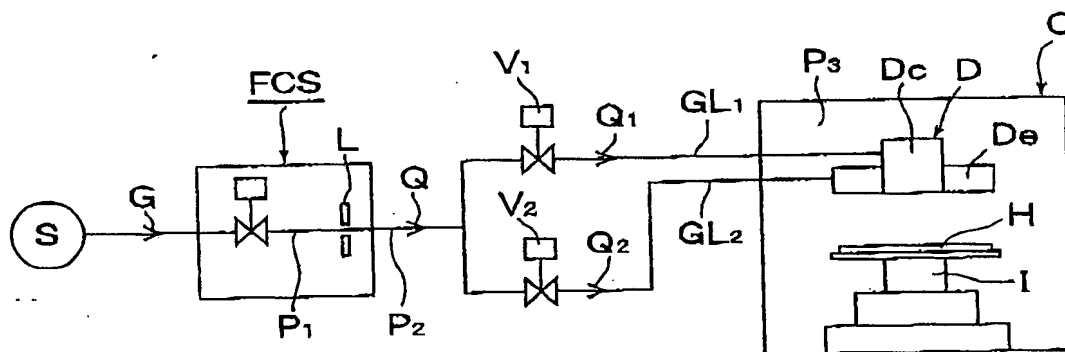 C
V₁
P₃
Dc
D
FCS
Q₁
GL₁
De
L
G
Q
S
V₂
GL₂
H
Q₂
I
P₁
P₂